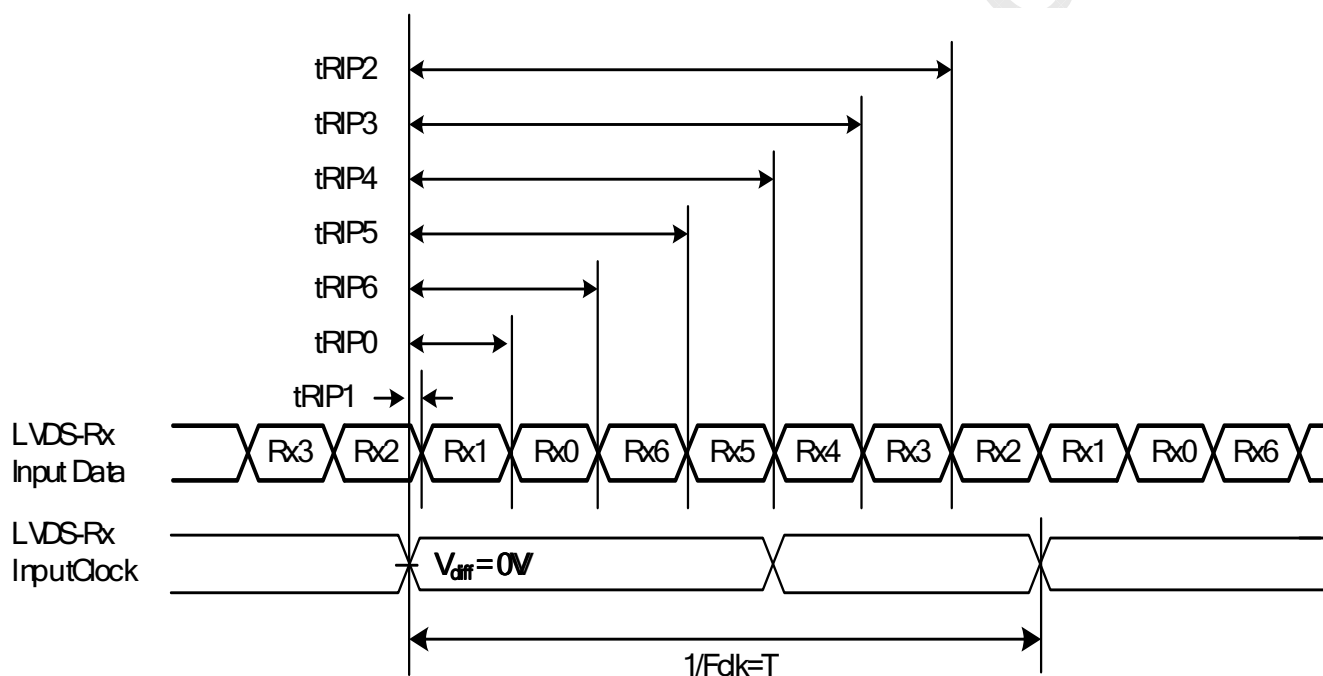 tRIP2
tRIP3
tRIP4
tRIP5
tRIP6
tRIP0
tRIP1
LVDS-Rx
Input Data
Rx3 Rx2 Rx1 Rx0 Rx6 Rx5 Rx4 Rx3 Rx2 Rx1 Rx0 Rx6
LVDS-Rx
InputClock
Vdiff = 0V
1/Fclk=T